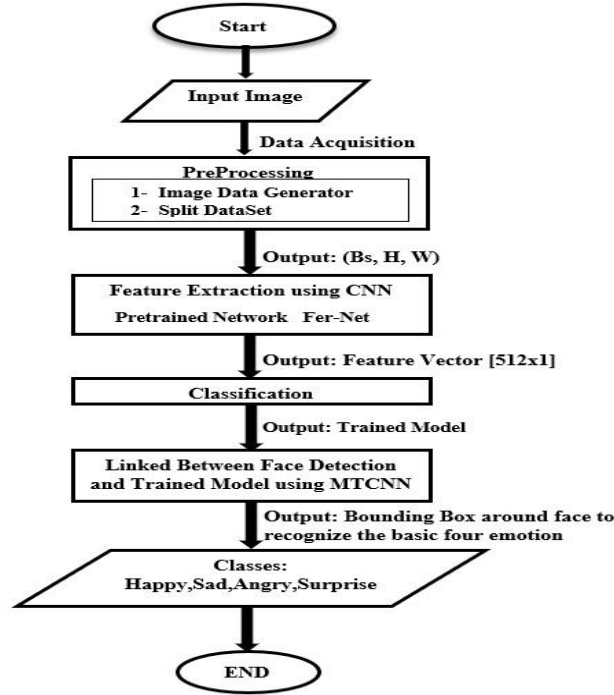 Start
Input Image
Data Acquisition
PreProcessing
1- Image Data Generator
2- Split DataSet
Output: (Bs, H, W)
Feature Extraction using CNN
Pretrained Network Fer-Net
Output: Feature Vector [512x1]
Classification
Output: Trained Model
Linked Between Face Detection
and Trained Model using MTCNN
Output: Bounding Box around face to
recognize the basic four emotion
Classes:
Happy,Sad,Angry,Surprise
END